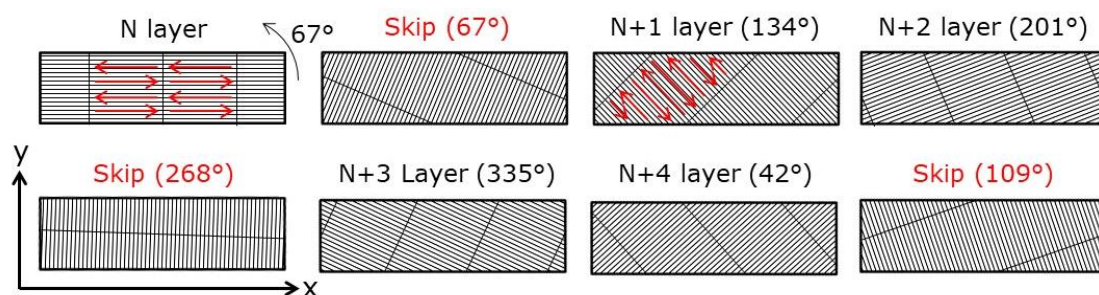 N layer
67°
Skip (67°)
N+1 layer (134°)
N+2 layer (201°)
y
Skip (268°)
N+3 Layer (335°)
N+4 layer (42°)
Skip (109°)
x